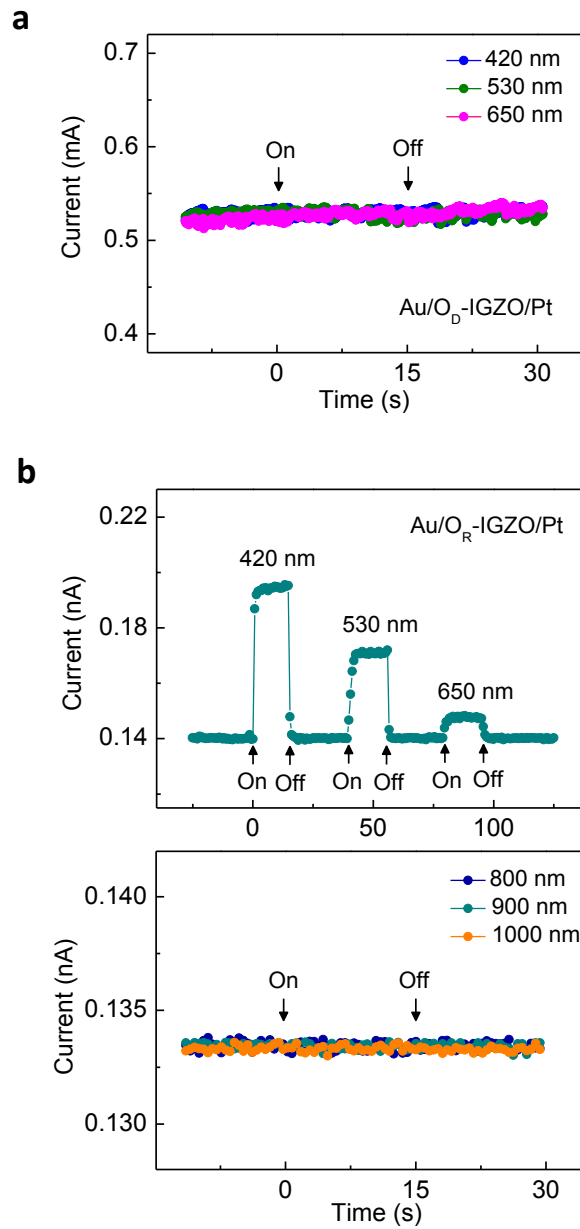 a
0.7
0.6
0.5
0.4
Current (mA)
420 nm
530 nm
650 nm
On
Off
Au/O_D-IGZO/Pt
0
15
30
Time (s)
b
0.22
0.18
0.14
Current (nA)
Au/O_R-IGZO/Pt
420 nm
530 nm
650 nm
On
Off
On
Off
On
Off
0
50
100
0.140
0.135
0.130
Current (nA)
800 nm
900 nm
1000 nm
On
Off
0
15
30
Time (s)